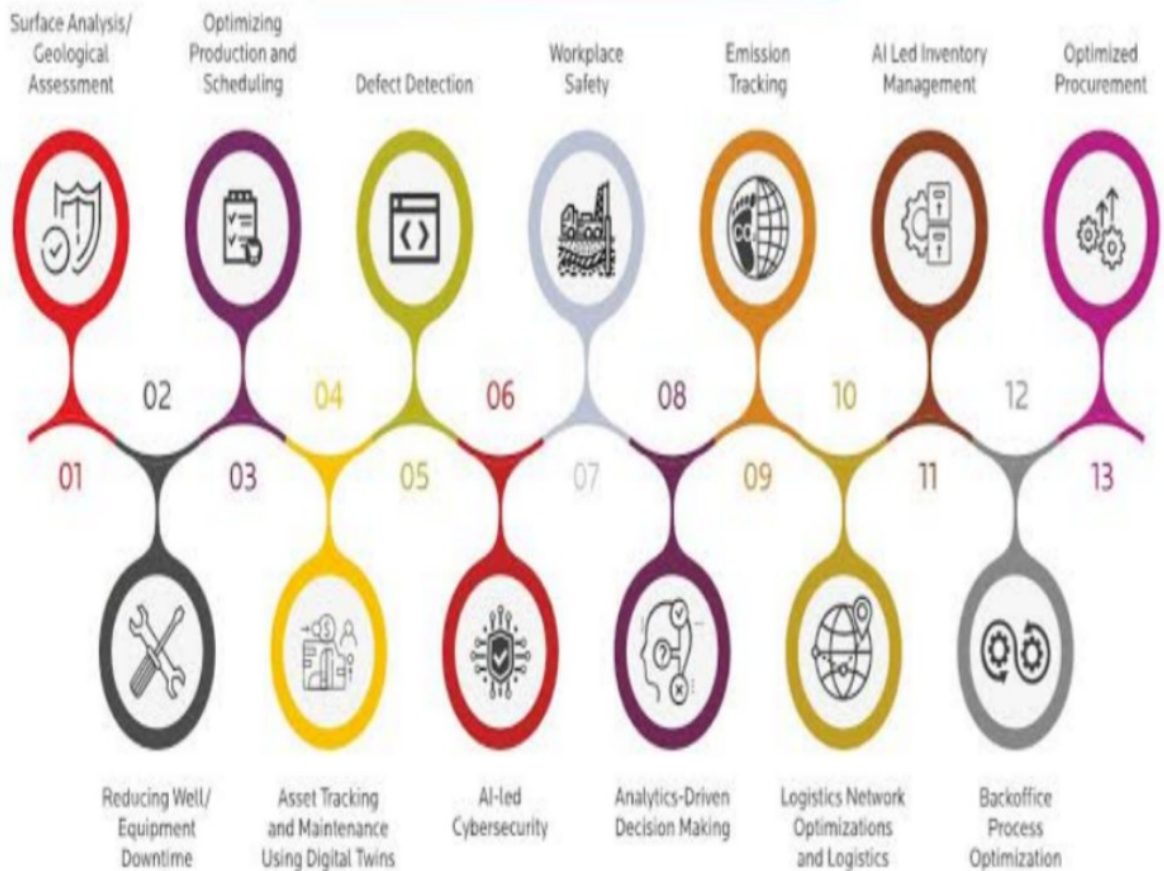 Surface Analysis/
Geological
Assessment
Optimizing
Production and
Scheduling
Defect Detection
Workplace
Safety
Emission
Tracking
AI Led Inventory
Management
Optimized
Procurement
02
04
06
08
10
12
01
03
05
07
09
11
13
Reducing Well/
Equipment
Downtime
Asset Tracking
and Maintenance
Using Digital Twins
AI-led
Cybersecurity
Analytics-Driven
Decision Making
Logistics Network
Optimizations
and Logistics
Backoffice
Process
Optimization